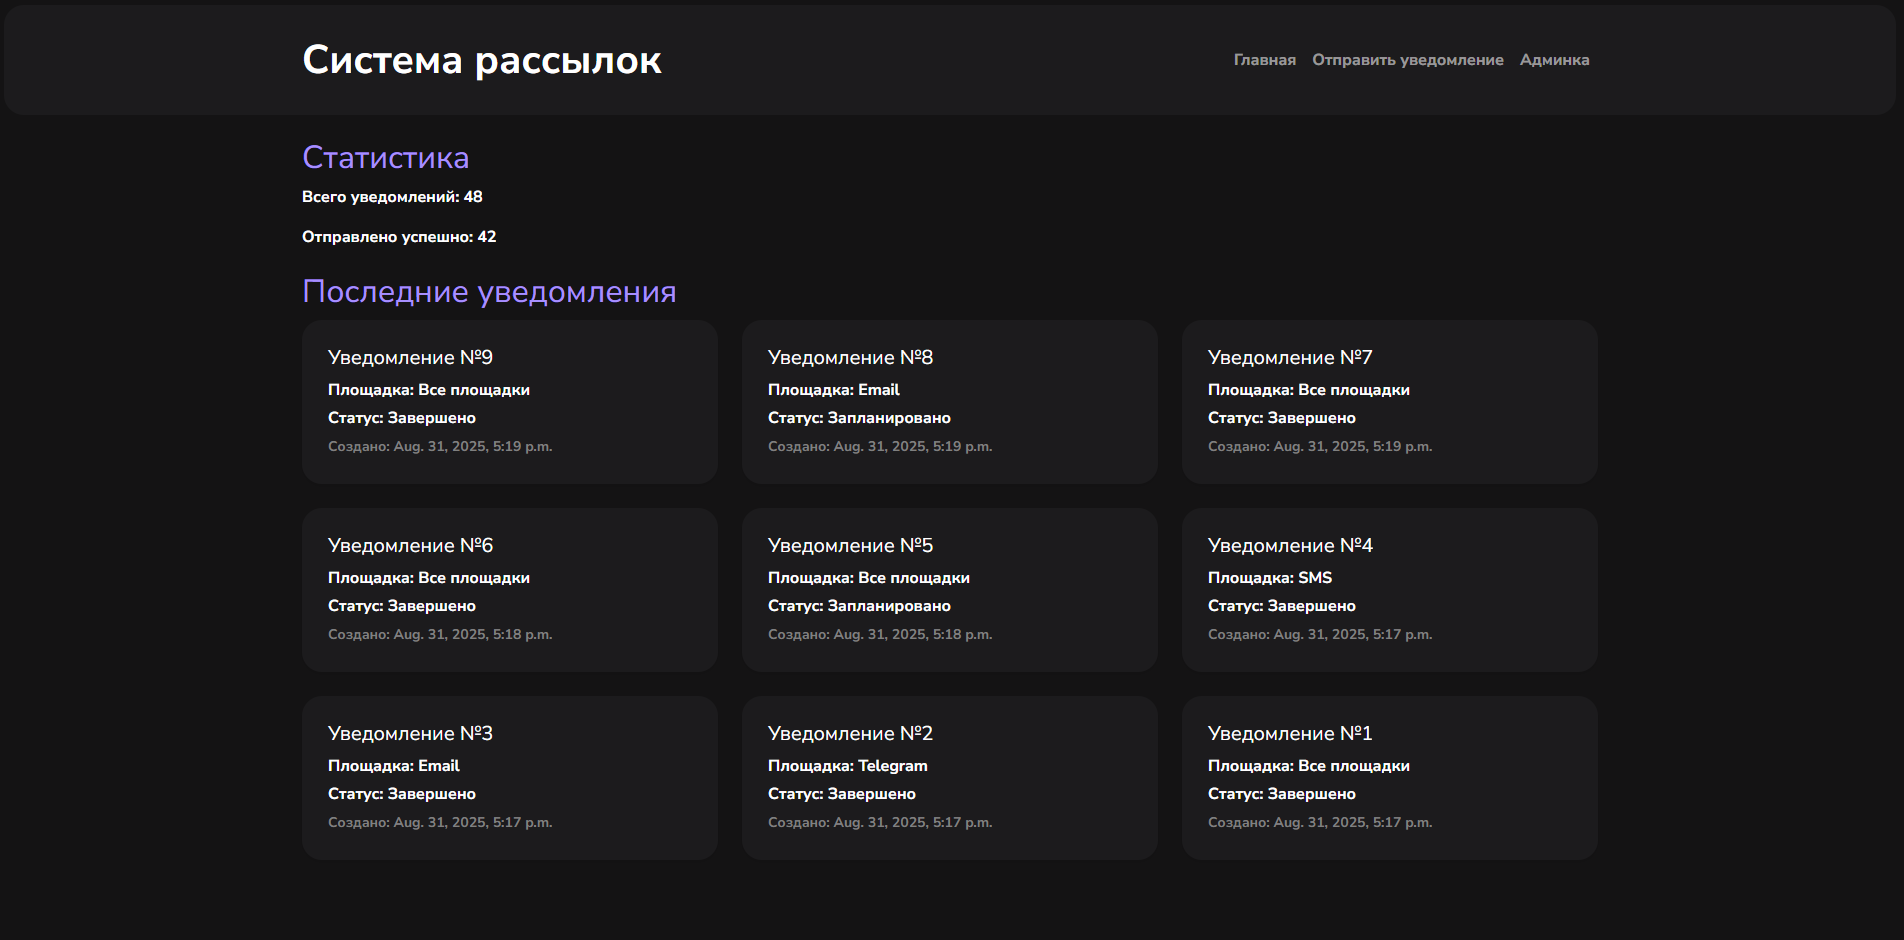 Система рассылок
Главная Отправить уведомление Админка
Статистика
Всего уведомлений: 48
Отправлено успешно: 42
Последние уведомления
Уведомление №9
Площадка: Все площадки
Статус: Завершено
Создано: Aug. 31, 2025, 5:19 p.m.
Уведомление №8
Площадка: Email
Статус: Запланировано
Создано: Aug. 31, 2025, 5:19 p.m.
Уведомление №7
Площадка: Все площадки
Статус: Завершено
Создано: Aug. 31, 2025, 5:19 p.m.
Уведомление №6
Площадка: Все площадки
Статус: Завершено
Создано: Aug. 31, 2025, 5:18 p.m.
Уведомление №5
Площадка: Все площадки
Статус: Запланировано
Создано: Aug. 31, 2025, 5:18 p.m.
Уведомление №4
Площадка: SMS
Статус: Завершено
Создано: Aug. 31, 2025, 5:17 p.m.
Уведомление №3
Площадка: Email
Статус: Завершено
Создано: Aug. 31, 2025, 5:17 p.m.
Уведомление №2
Площадка: Telegram
Статус: Завершено
Создано: Aug. 31, 2025, 5:17 p.m.
Уведомление №1
Площадка: Все площадки
Статус: Завершено
Создано: Aug. 31, 2025, 5:17 p.m.